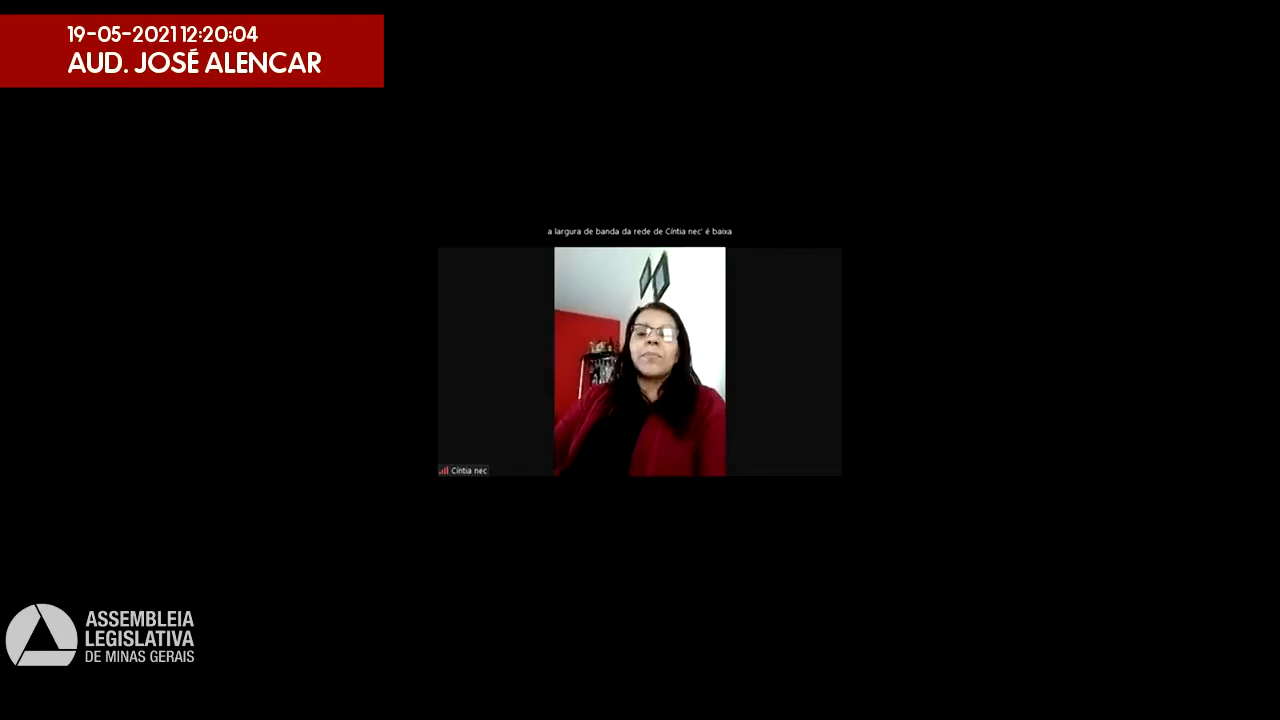 19-05-2021 12:20:04
AUD. JOSÉ ALENCAR
a largura de banda da rede de Cíntia nec' é baixa
Cíntia nec
ASSEMBLEIA
LEGISLATIVA
DE MINAS GERAIS